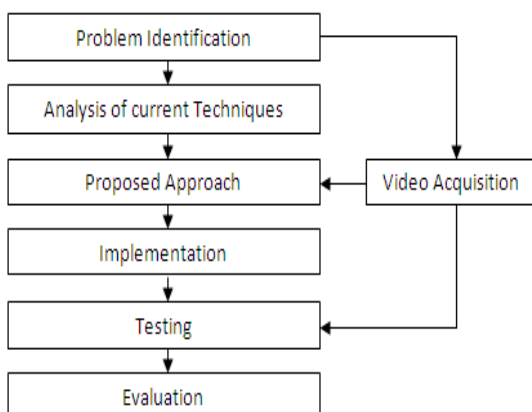 Problem Identification
Analysis of current Techniques
Proposed Approach
Video Acquisition
Implementation
Testing
Evaluation